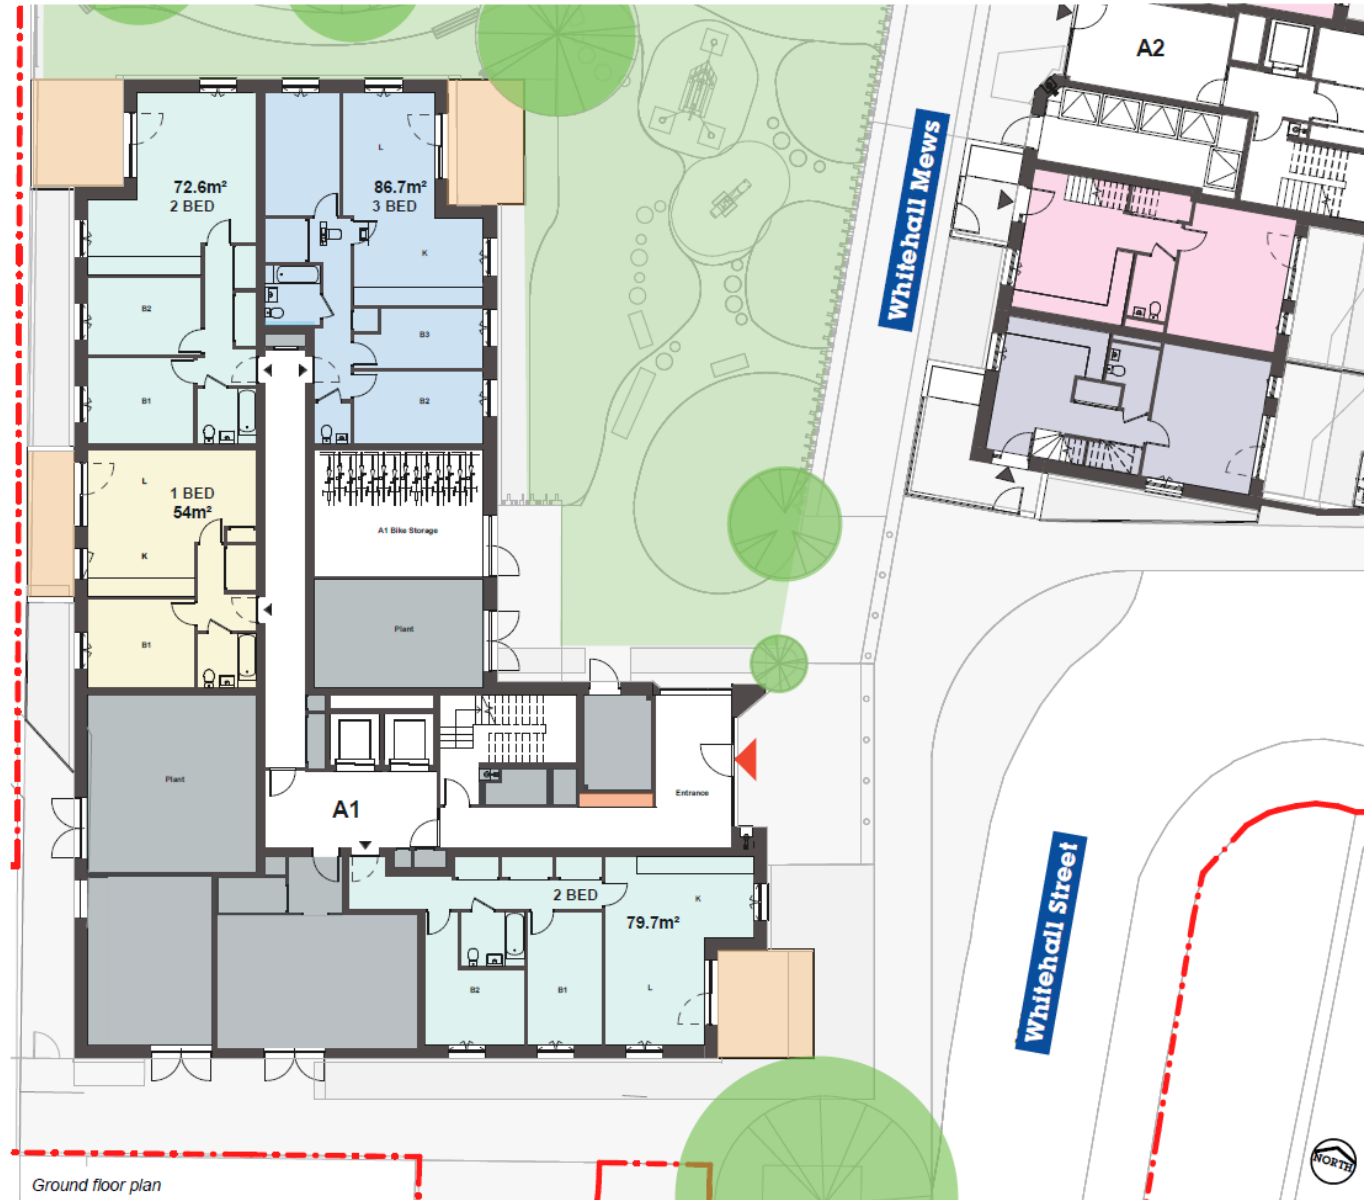 A2
Whitehall Mews
72.6m²
2 BED
L
86.7m²
3 BED
K
B2
B3
B1
B2
L
1 BED
54m²
K
A1 Bike Storage
B1
Plant
Plant
Entrance
A1
2 BED
K
79.7m²
B2
B1
L
Whitehall Street
NORTH
Ground floor plan